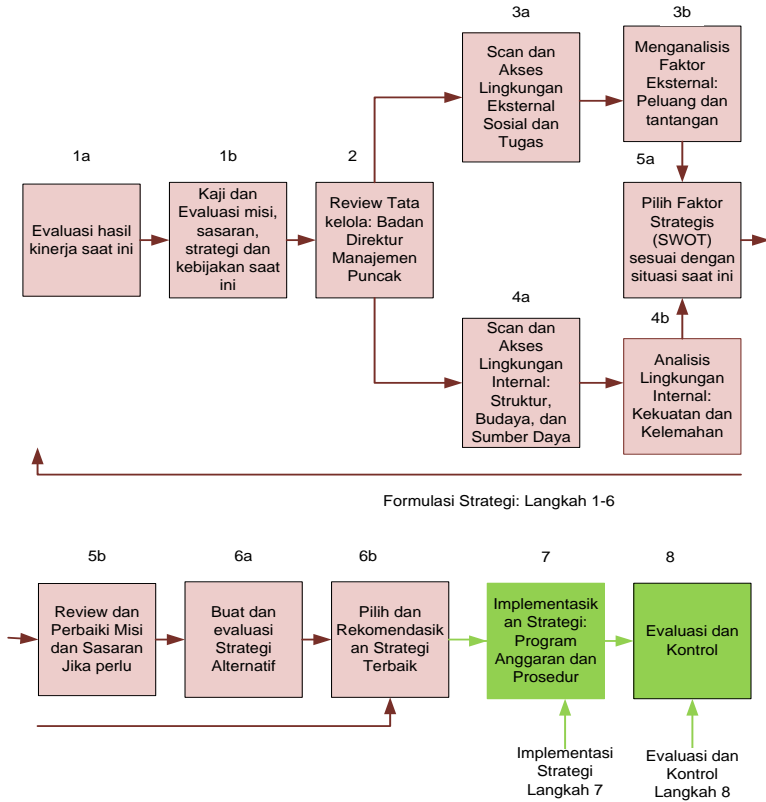 3a
Scan dan
Akses
Lingkungan
Eksternal
Sosial dan
Tugas
3b
Menganalisis
Faktor
Eksternal:
Peluang dan
tantangan
1a
Evaluasi hasil
kinerja saat ini
1b
Kaji dan
Evaluasi misi,
sasaran,
strategi dan
kebijakan saat
ini
2
Review Tata
kelola: Badan
Direktur
Manajemen
Puncak
5a
Pilih Faktor
Strategis
(SWOT)
sesuai dengan
situasi saat ini
4a
Scan dan
Akses
Lingkungan
Internal:
Struktur,
Budaya, dan
Sumber Daya
4b
Analisis
Lingkungan
Internal:
Kekuatan dan
Kelemahan
Formulasi Strategi: Langkah 1-6
5b
Review dan
Perbaiki Misi
dan Sasaran
Jika perlu
6a
Buat dan
evaluasi
Strategi
Alternatif
6b
Pilih dan
Rekomendasik
an Strategi
Terbaik
7
Implementasik
an Strategi:
Program
Anggaran dan
Prosedur
8
Evaluasi dan
Kontrol
Implementasi
Strategi
Langkah 7
Evaluasi dan
Kontrol
Langkah 8